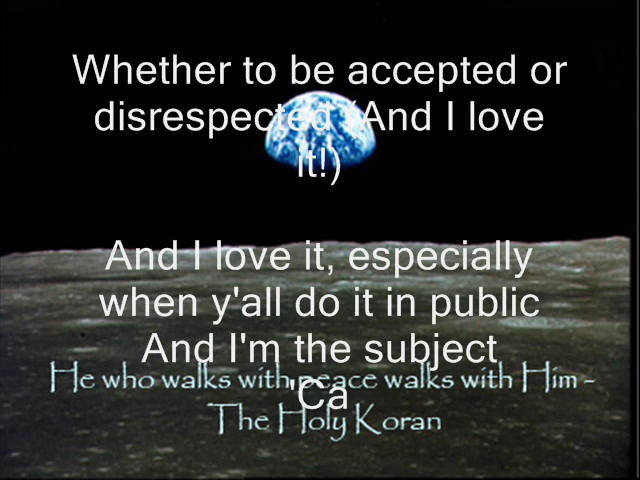 Whether to be accepted or
disrespected (And I love
it!)
And I love it, especially
when y'all do it in public
And I'm the subject
'Ca
He who walks with peace walks with Him -
The Holy Koran